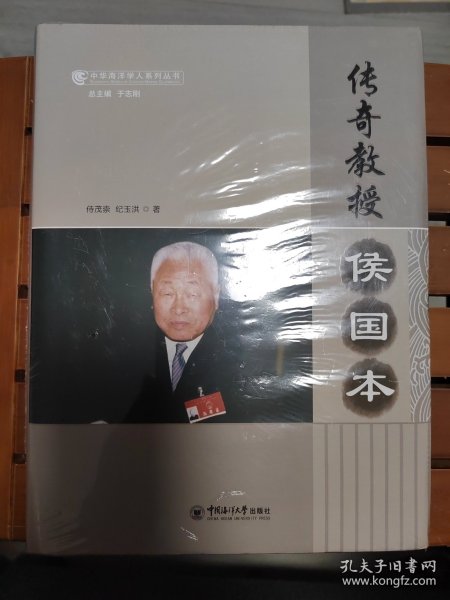 中华海洋学人系列丛书
总主编 于志刚
传奇教授
侯国本
侍茂崇 纪玉洪 ◎ 著
中国海洋大学出版社
CHINA OCEAN UNIVERSITY PRESS
孔夫子旧书网
www.kongfz.com